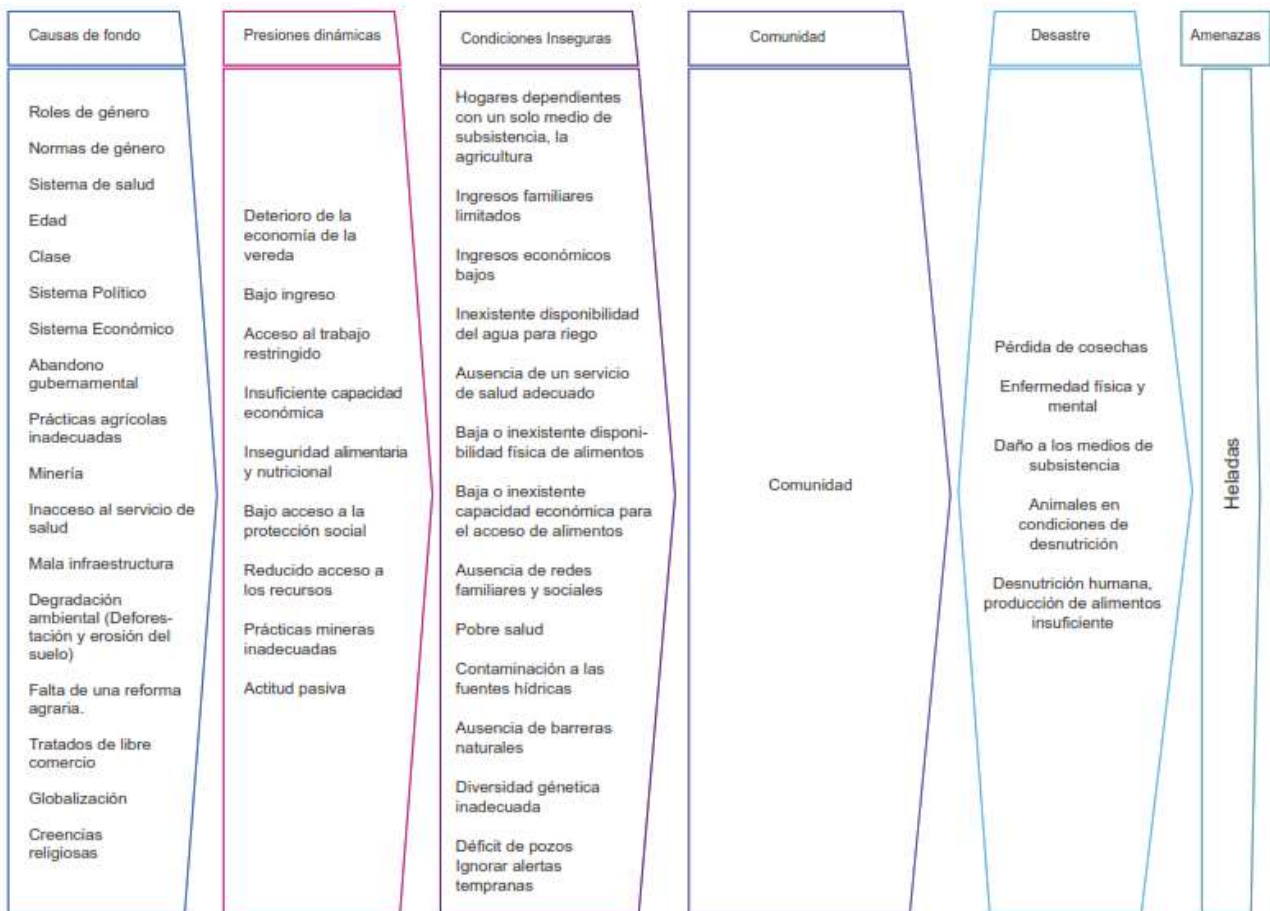 Causas de fondo
Presiones dinámicas
Condiciones Inseguras
Comunidad
Desastre
Amenazas
Roles de género
Normas de género
Sistema de salud
Edad
Clase
Sistema Político
Sistema Económico
Abandono
gubernamental
Prácticas agrícolas
inadecuadas
Minería
Inacceso al servicio de
salud
Mala infraestructura
Degradación
ambiental (Defores-
tación y erosión del
suelo)
Falta de una reforma
agraria.
Tratados de libre
comercio
Globalización
Creencias
religiosas
Deterioro de la
economía de la
vereda
Bajo ingreso
Acceso al trabajo
restringido
Insuficiente capacidad
económica
Inseguridad alimentaria
y nutricional
Bajo acceso a la
protección social
Reducido acceso a
los recursos
Prácticas mineras
inadecuadas
Actitud pasiva
Hogares dependientes
con un solo medio de
subsistencia, la
agricultura
Ingresos familiares
limitados
Ingresos económicos
bajos
Inexistente disponibilidad
del agua para riego
Ausencia de un servicio
de salud adecuado
Baja o inexistente disponi-
bilidad física de alimentos
Baja o inexistente
capacidad económica para
el acceso de alimentos
Ausencia de redes
familiares y sociales
Pobre salud
Contaminación a las
fuentes hídricas
Ausencia de barreras
naturales
Diversidad génetica
inadecuada
Déficit de pozos
Ignorar alertas
tempranas
Comunidad
Pérdida de cosechas
Enfermedad física y
mental
Daño a los medios de
subsistencia
Animales en
condiciones de
desnutrición
Desnutrición humana,
producción de alimentos
insuficiente
Heladas